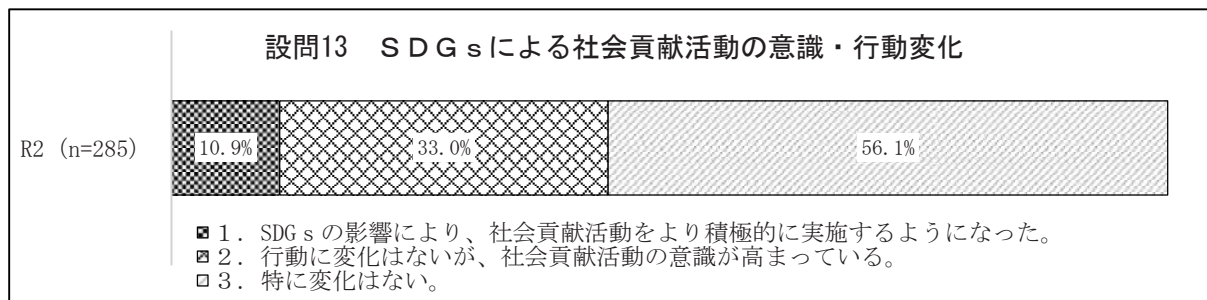 設問13　ＳＤＧｓによる社会貢献活動の意識・行動変化
R2 (n=285)
10.9%
33.0%
56.1%
１．SDGｓの影響により、社会貢献活動をより積極的に実施するようになった。
２．行動に変化はないが、社会貢献活動の意識が高まっている。
３．特に変化はない。